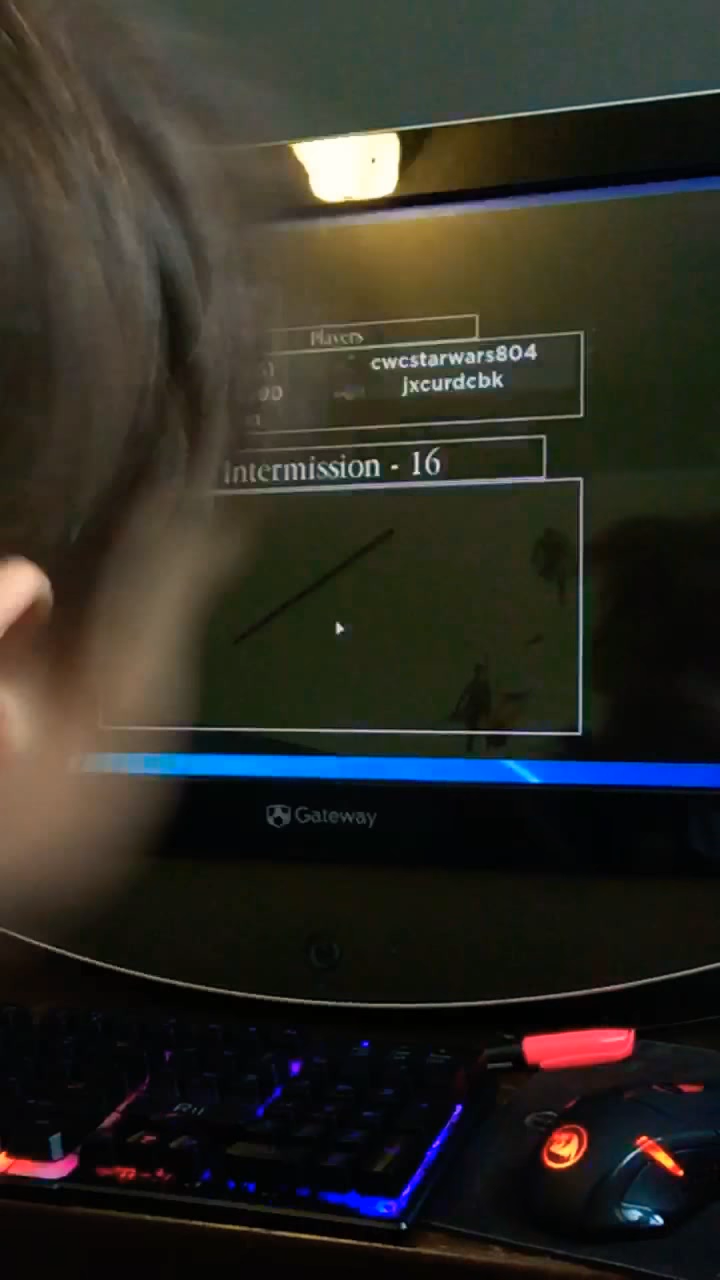 Players
cwcstarwars804
jxcurdcbk
Intermission - 16
Gateway